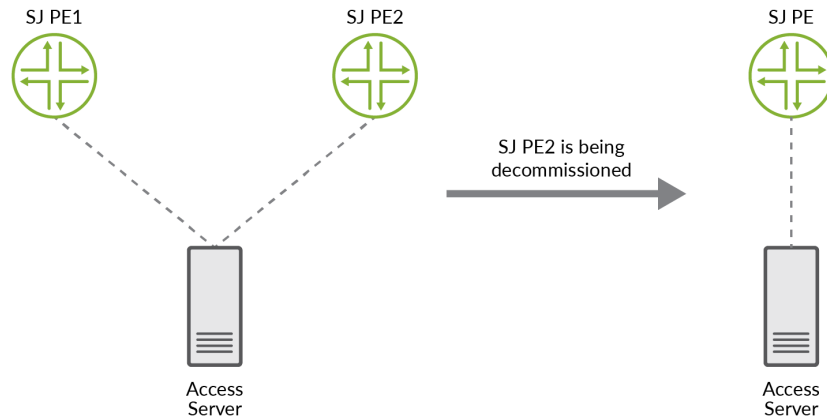 SJ PE1
SJ PE2
SJ PE
SJ PE2 is being
decommissioned
Access
Server
Access
Server